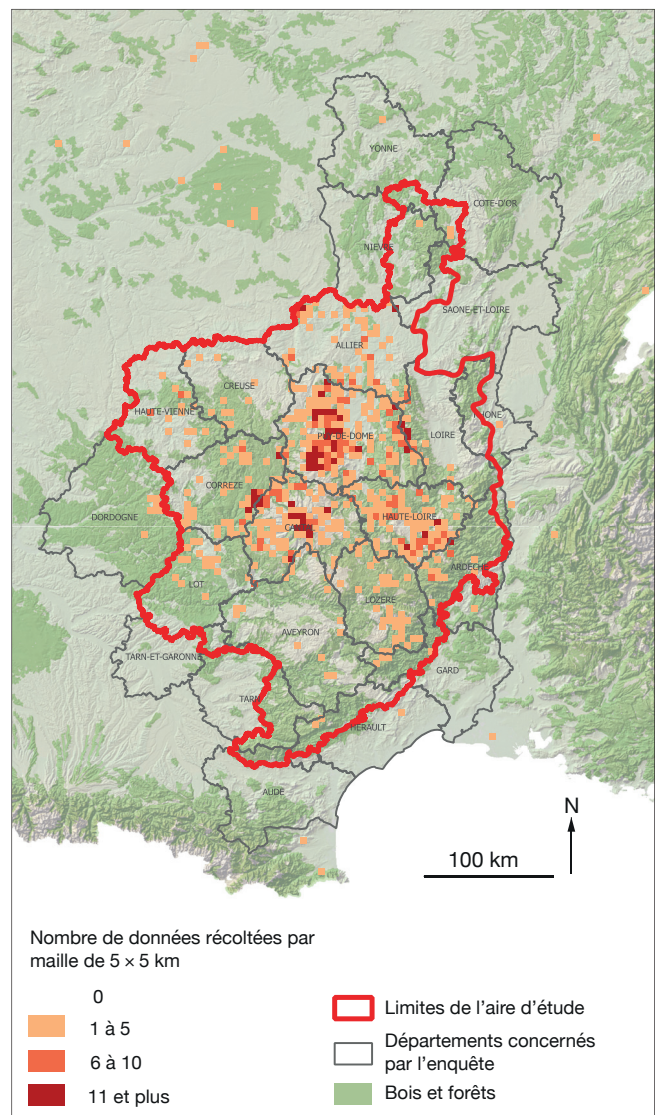 YONNE
COTE-D'OR
NIEVRE
SAONE-ET-LOIRE
ALLIER
CREUSE
HAUTE-VIENNE
RHONE
PUY-DE-DOME
LOIRE
CORREZE
DORDOGNE
CANTAL
HAUTE-LOIRE
ARDECHE
LOT
LOZERE
AVEYRON
TARN-ET-GARONNE
GARD
TARN
HERAULT
AUDE
N
100 km
Nombre de données récoltées par
maille de 5 × 5 km
0
1 à 5
6 à 10
11 et plus
Limites de l'aire d'étude
Départements concernés
par l'enquête
Bois et forêts